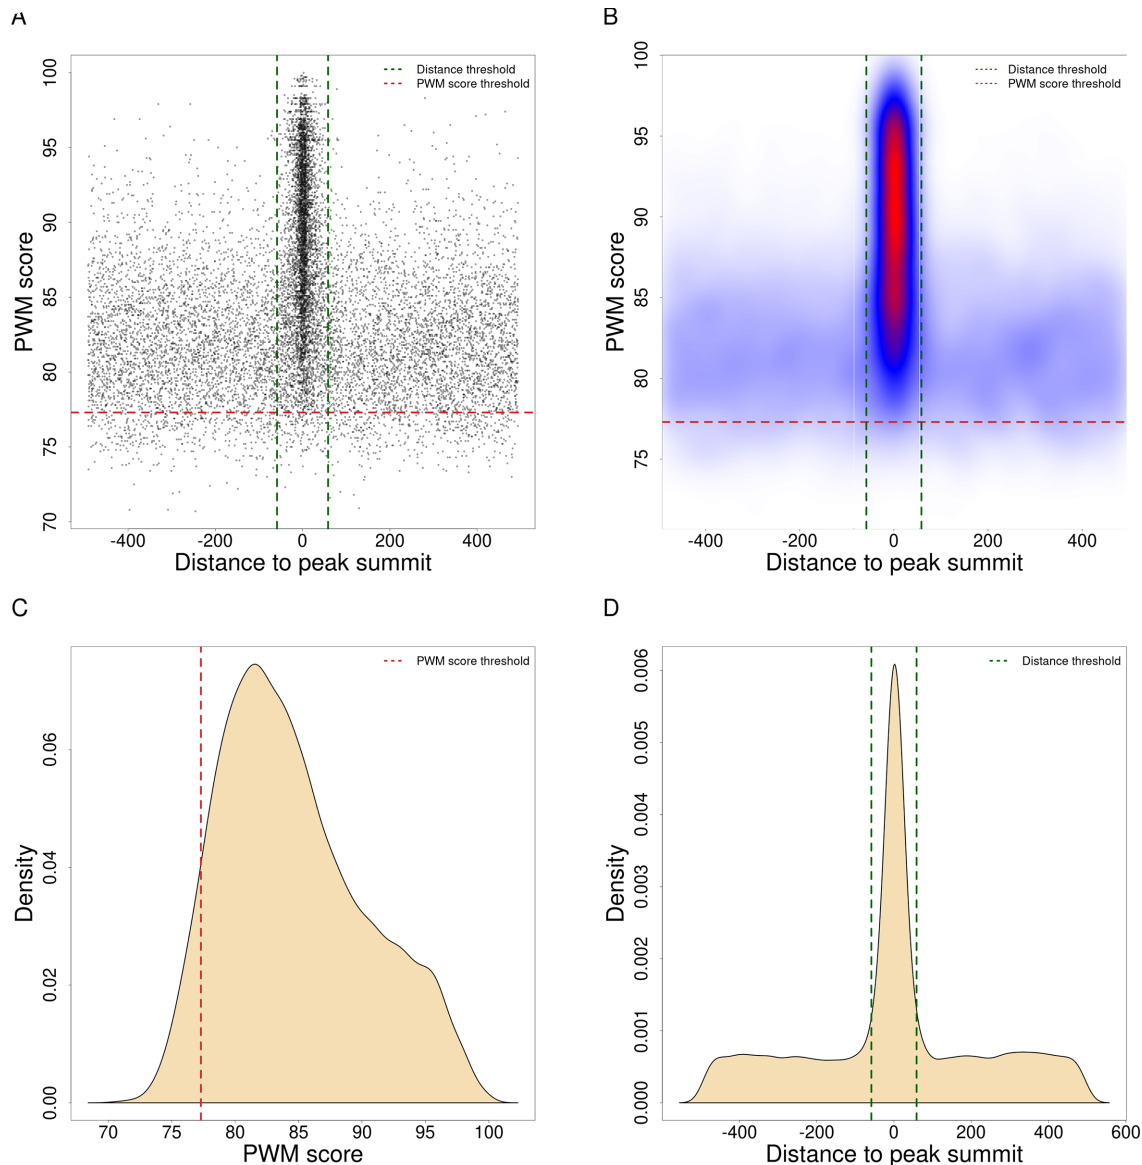 A
B
Distance threshold
PWM score threshold
PWM score
100
95
90
85
80
75
70
-400
-200
0
200
400
Distance to peak summit
Distance threshold
PWM score threshold
PWM score
100
95
90
85
80
75
-400
-200
0
200
400
Distance to peak summit
C
D
PWM score threshold
Density
0.06
0.04
0.02
0.00
70
75
80
85
90
95
100
PWM score
Distance threshold
Density
0.006
0.005
0.004
0.003
0.002
0.001
0.000
-400
-200
0
200
400
600
Distance to peak summit